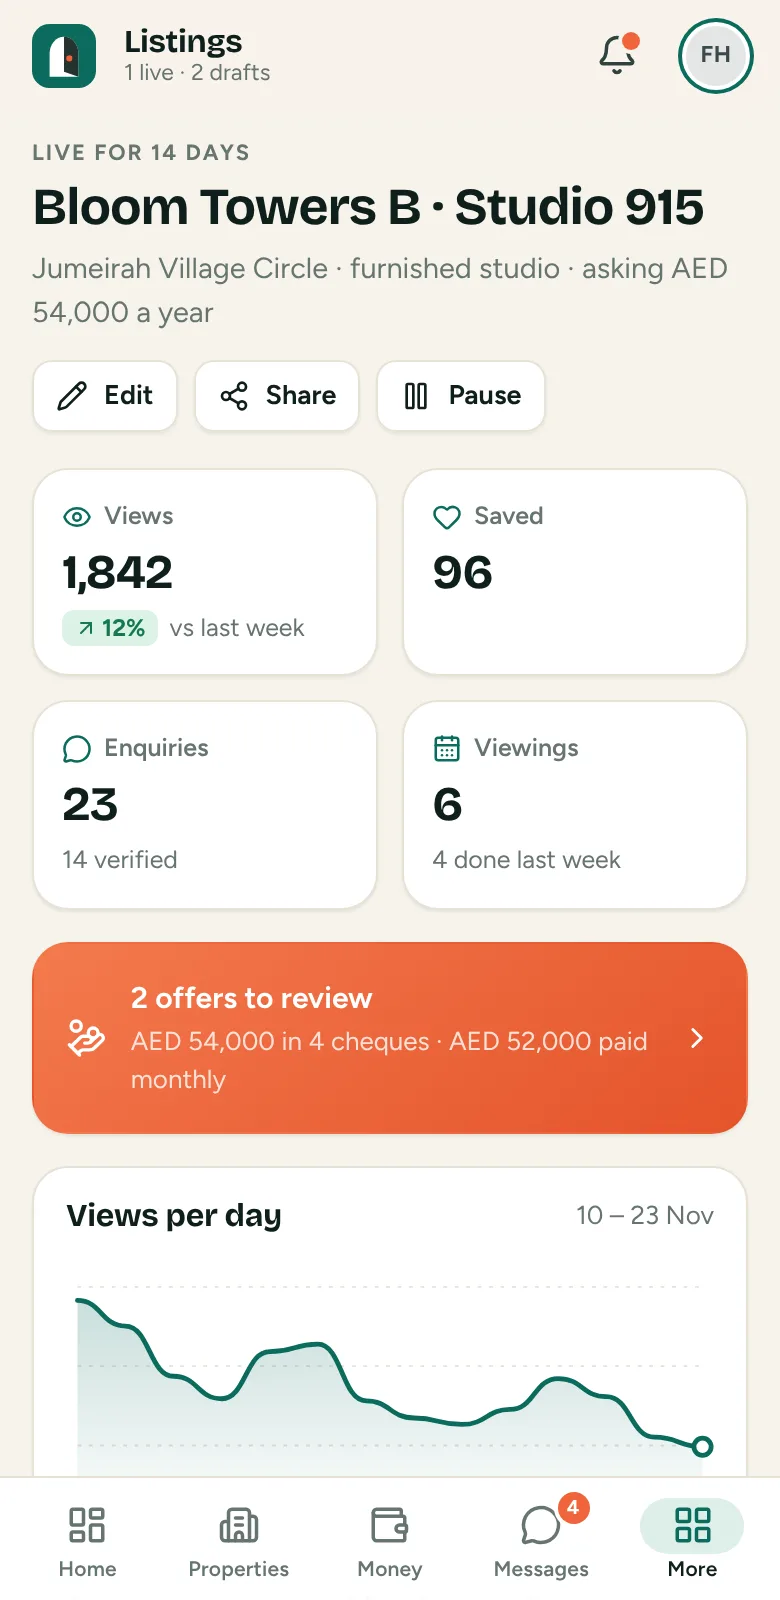 Listings
1 live · 2 drafts
FH
LIVE FOR 14 DAYS
Bloom Towers B · Studio 915
Jumeirah Village Circle · furnished studio · asking AED
54,000 a year
Edit
Share
Pause
Views
1,842
12% vs last week
Saved
96
Enquiries
23
14 verified
Viewings
6
4 done last week
2 offers to review
AED 54,000 in 4 cheques · AED 52,000 paid
monthly
Views per day
10 – 23 Nov
Home
Properties
Money
4
Messages
More